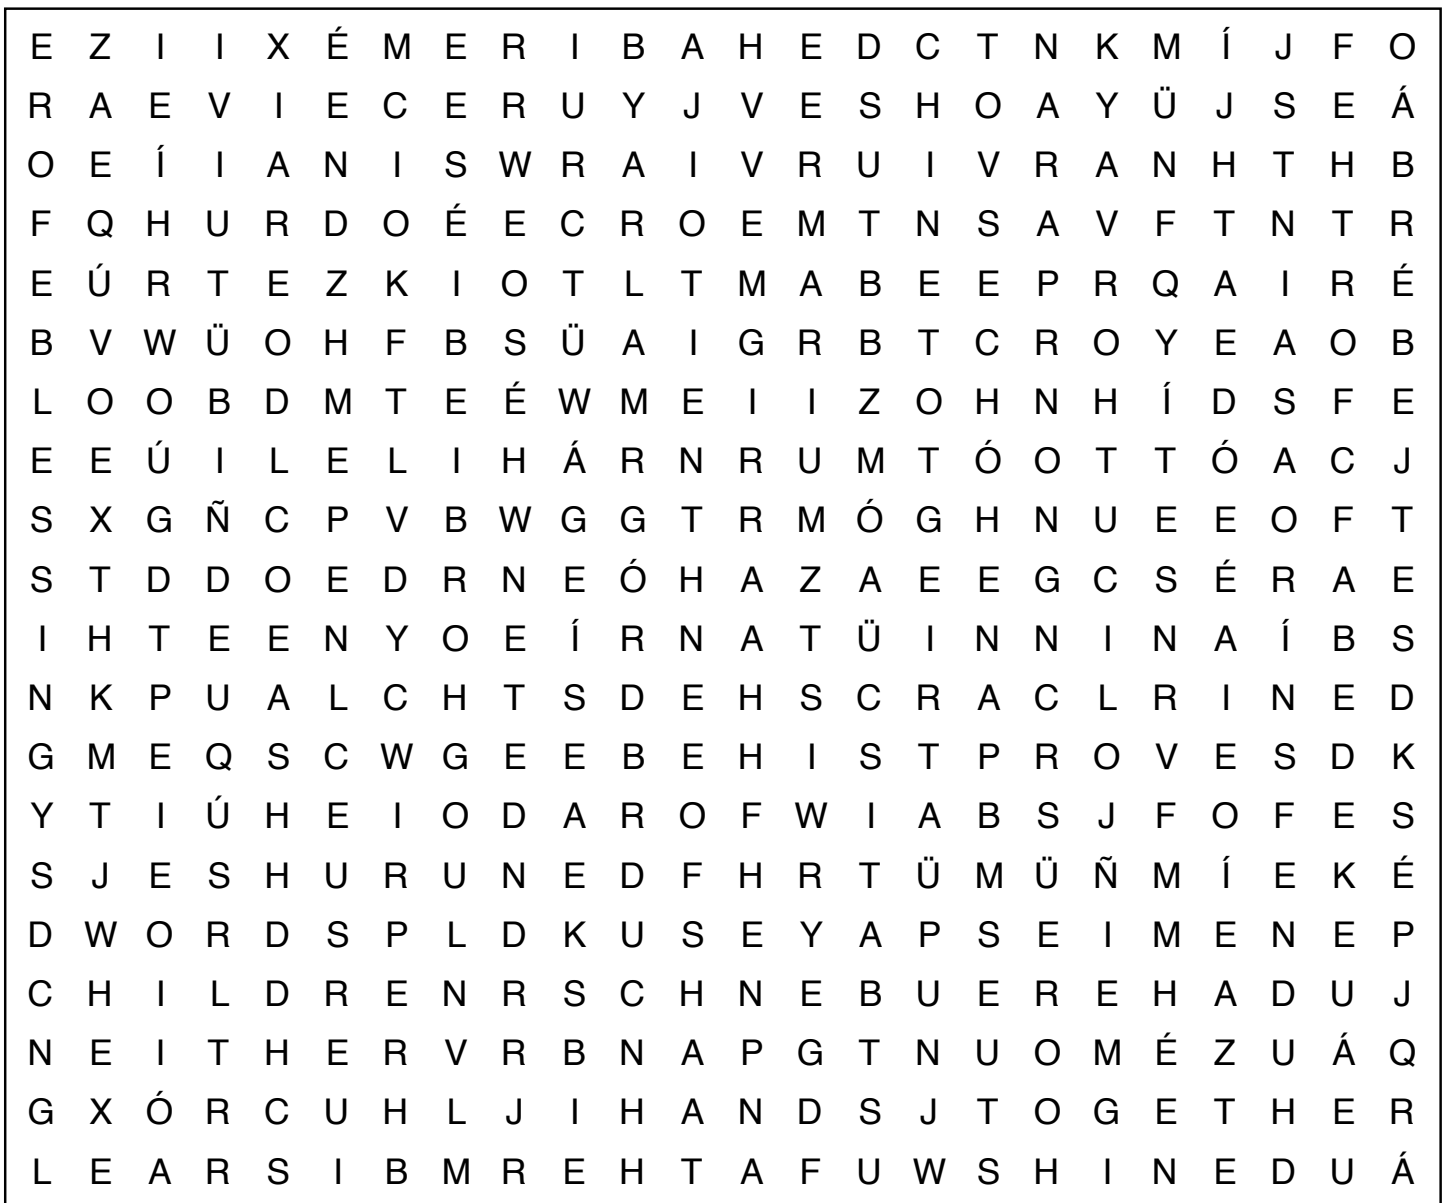 E Z I I X É M E R I B A H E D C T N K M Í J F O
R A E V I E C E R U Y J V E S H O A Y Ü J S E Á
O E Í I A N I S W R A I V R U I V R A N H T H B
F Q H U R D O É E C R O E M T N S A V F T N T R
E Ú R T E Z K I O T L T M A B E E P R Q A I R É
B V W Ü O H F B S Ü A I G R B T C R O Y E A O B
L O O B D M T E É W M E I I Z O H N H Í D S F E
E E Ú I L E L I H Á R N R U M T Ó O T T Ó A C J
S X G Ñ C P V B W G G T R M Ó G H N U E E O F T
S T D D O E D R N E Ó H A Z A E E G C S É R A E
I H T E E N Y O E Í R N A T Ü I N N I N A Í B S
N K P U A L C H T S D E H S C R A C L R I N E D
G M E Q S C W G E E B E H I S T P R O V E S D K
Y T I Ú H E I O D A R O F W I A B S J F O F E S
S J E S H U R U N E D F H R T Ü M Ü Ñ M Í E K É
D W O R D S P L D K U S E Y A P S E I M E N E P
C H I L D R E N R S C H N E B U E R E H A D U J
N E I T H E R V R B N A P G T N U O M É Z U Á Q
G X Ó R C U H L J I H A N D S J T O G E T H E R
L E A R S I B M R E H T A F U W S H I N E D U Á